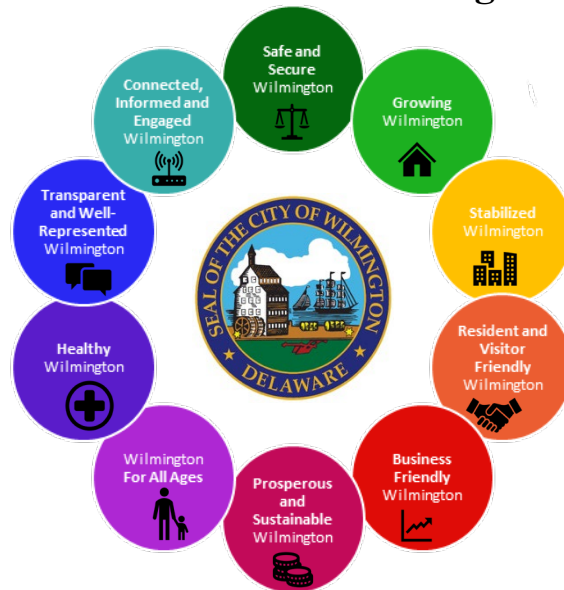 Safe and
Secure
Wilmington
Growing
Wilmington
Stabilized
Wilmington
Resident and
Visitor
Friendly
Wilmington
Business
Friendly
Wilmington
Prosperous
and
Sustainable
Wilmington
Wilmington
For All Ages
Healthy
Wilmington
Transparent
and Well-
Represented
Wilmington
Connected,
Informed and
Engaged
Wilmington
SEAL OF THE CITY OF WILMINGTON
DELAWARE